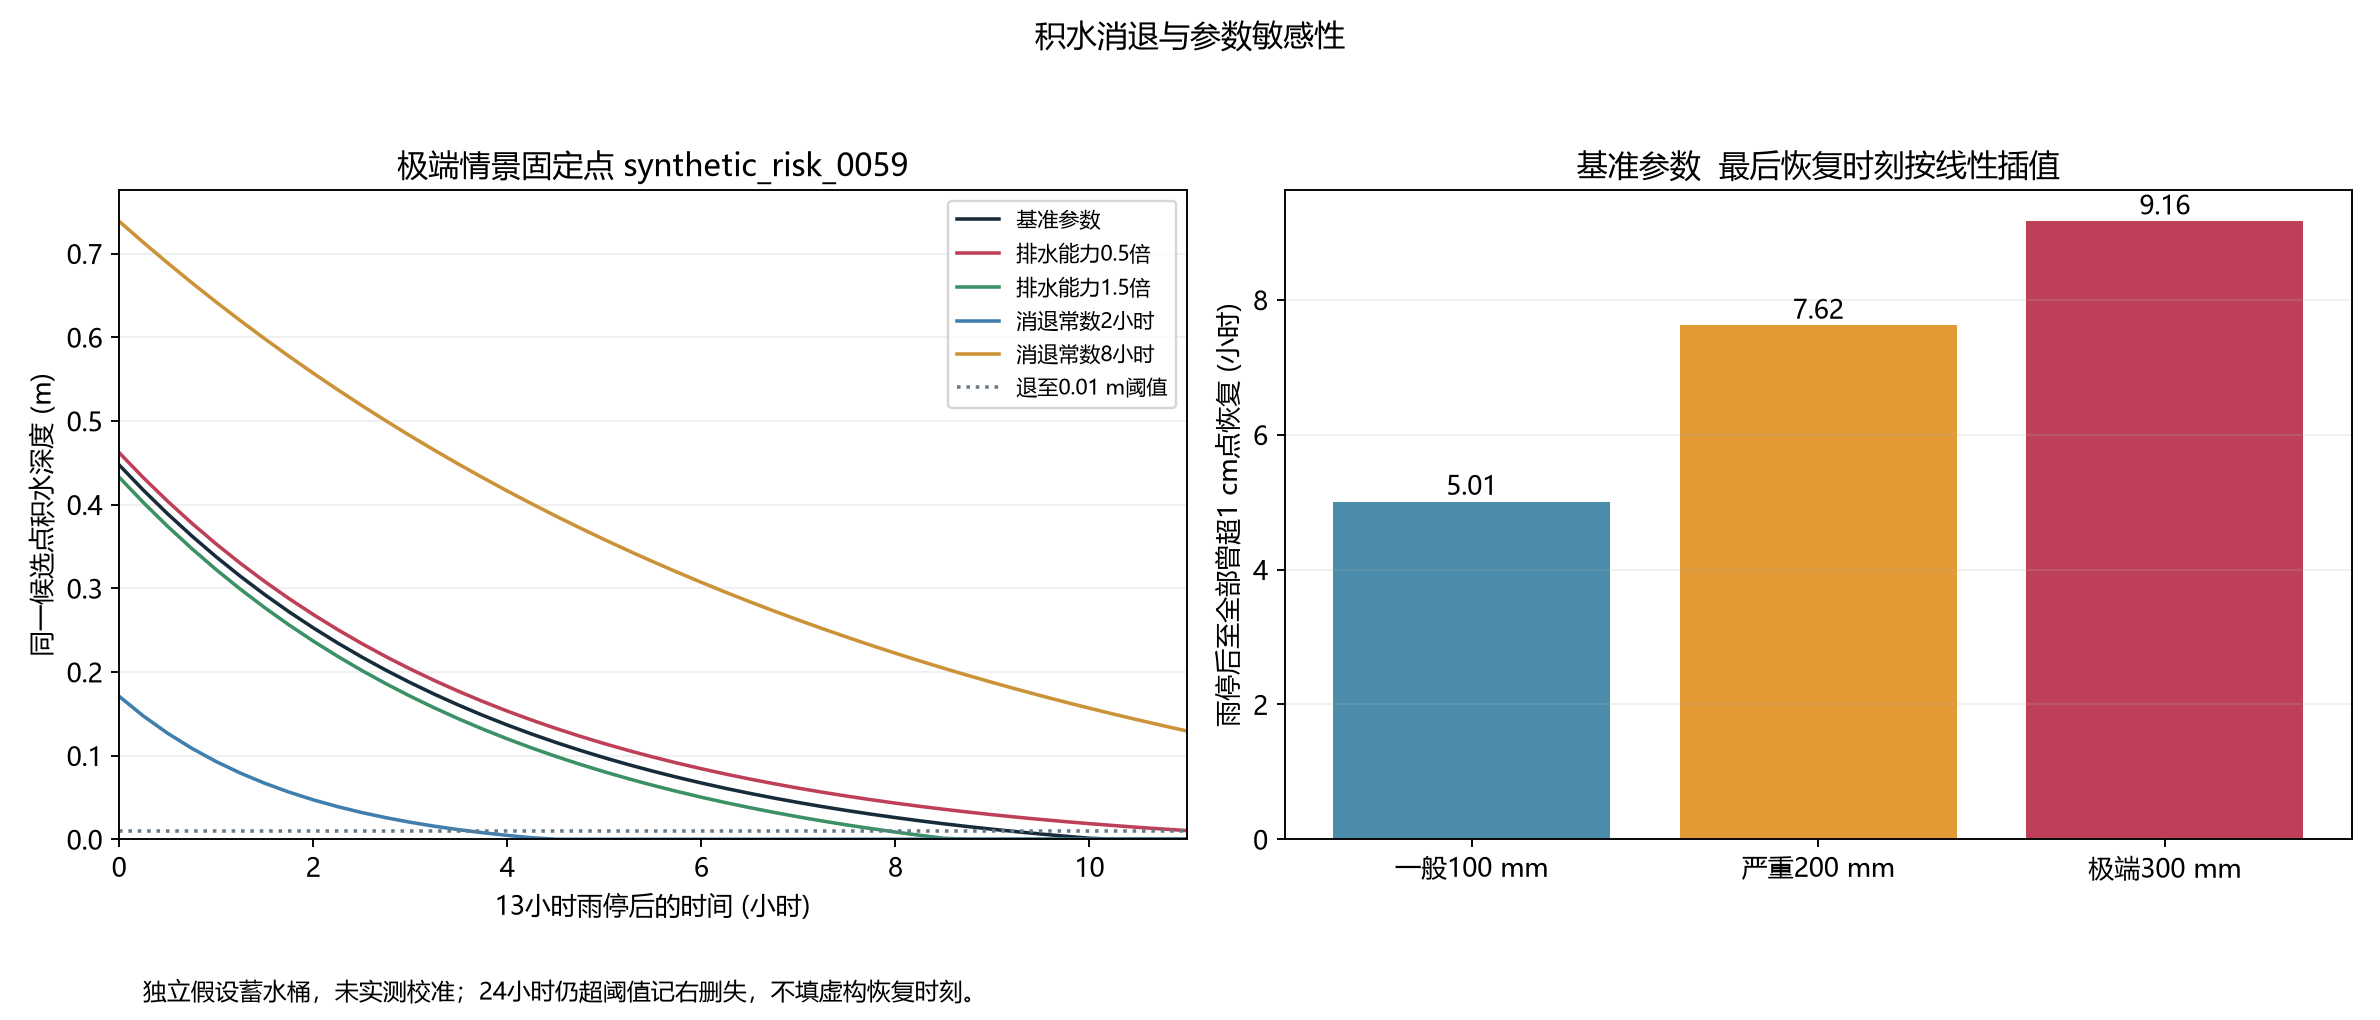 积水消退与参数敏感性
极端情景固定点 synthetic_risk_0059
同一候选点积水深度 (m)
0.7
0.6
0.5
0.4
0.3
0.2
0.1
0.0
基准参数
排水能力0.5倍
排水能力1.5倍
消退常数2小时
消退常数8小时
退至0.01 m阈值
0 2 4 6 8 10
13小时雨停后的时间 (小时)
基准参数 最后恢复时刻按线性插值
雨停后至全部曾超1 cm点恢复 (小时)
8
6
4
2
0
5.01
7.62
9.16
一般100 mm 严重200 mm 极端300 mm
独立假设蓄水桶，未实测校准；24小时仍超阈值记右删失，不填虚构恢复时刻。